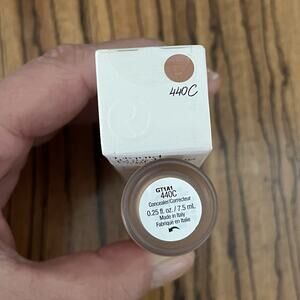 440C
GT1A1
440C
Concealer/Correcteur
0.25 fl. oz. / 7.5 mL
Made in Italy
Fabriqué en Italie